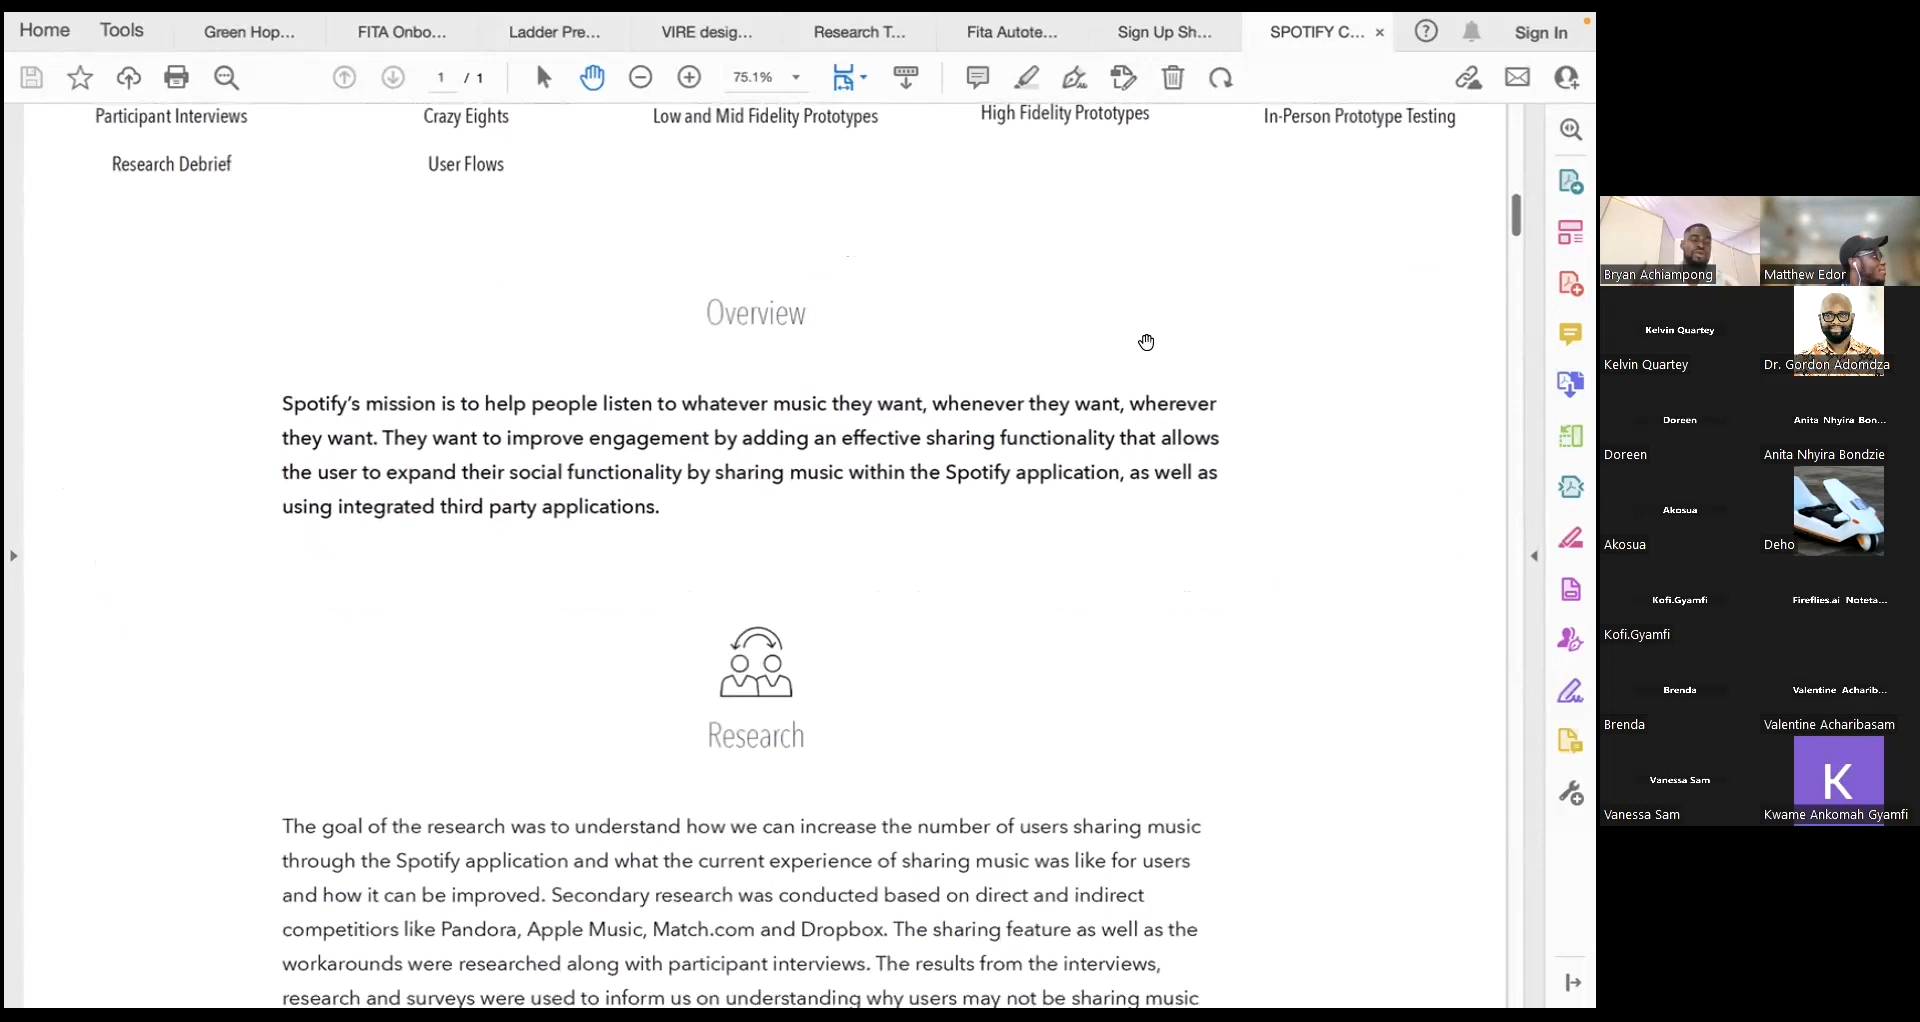 Home Tools Green Hop... FITA Onbo... Ladder Pre... VIRE desig... Research T... Fita Autote... Sign Up Sh... SPOTIFY C... × Sign In
1 / 1 75.1%
Participant Interviews Crazy Eights Low and Mid Fidelity Prototypes High Fidelity Prototypes In-Person Prototype Testing
Research Debrief User Flows
Overview
Spotify’s mission is to help people listen to whatever music they want, whenever they want, wherever
they want. They want to improve engagement by adding an effective sharing functionality that allows
the user to expand their social functionality by sharing music within the Spotify application, as well as
using integrated third party applications.
Research
The goal of the research was to understand how we can increase the number of users sharing music
through the Spotify application and what the current experience of sharing music was like for users
and how it can be improved. Secondary research was conducted based on direct and indirect
competitiors like Pandora, Apple Music, Match.com and Dropbox. The sharing feature as well as the
workarounds were researched along with participant interviews. The results from the interviews,
research and surveys were used to inform us on understanding why users may not be sharing music
Bryan Achiampong Matthew Edor
Kelvin Quartey
Kelvin Quartey Dr. Gordon Adomdza
Doreen Anita Nhyira Bon...
Doreen Anita Nhyira Bondzie
Akosua
Akosua Deho
Kofi.Gyamfi Fireflies.ai Noteta...
Kofi.Gyamfi
Brenda Valentine Acharib...
Brenda Valentine Acharibasam
Vanessa Sam K
Vanessa Sam Kwame Ankomah Gyamfi